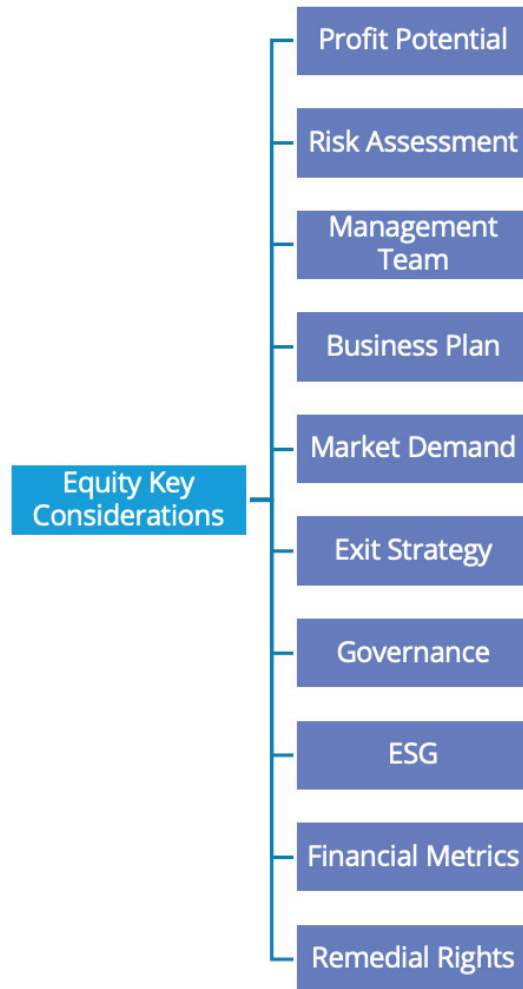 Profit Potential
Risk Assessment
Management
Team
Business Plan
Market Demand
Equity Key
Considerations
Exit Strategy
Governance
ESG
Financial Metrics
Remedial Rights